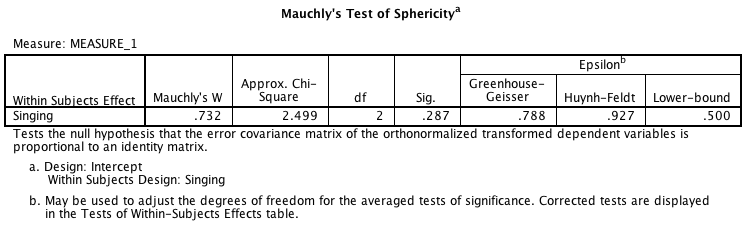 Mauchly's Test of Sphericityᵃ
Measure: MEASURE_1
Epsilonᵇ
Within Subjects Effect Mauchly's W Approx. Chi-Square df Sig. Greenhouse-Geisser Huynh-Feldt Lower-bound
Singing .732 2.499 2 .287 .788 .927 .500
Tests the null hypothesis that the error covariance matrix of the orthonormalized transformed dependent variables is
proportional to an identity matrix.
a. Design: Intercept
Within Subjects Design: Singing
b. May be used to adjust the degrees of freedom for the averaged tests of significance. Corrected tests are displayed
in the Tests of Within-Subjects Effects table.